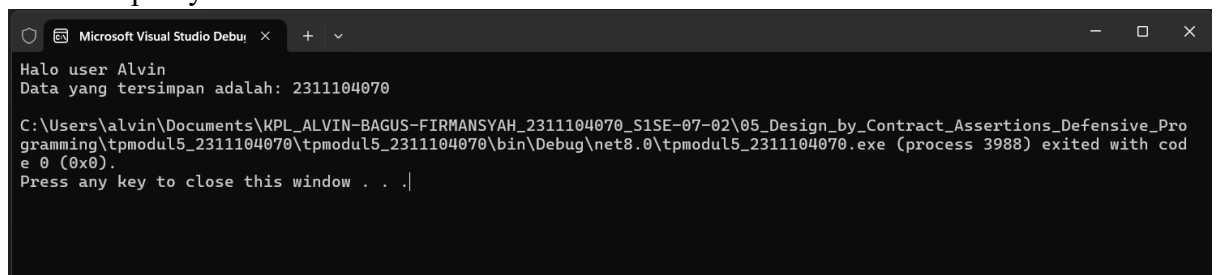 Microsoft Visual Studio Debu
Halo user Alvin
Data yang tersimpan adalah: 2311104070
C:\Users\alvin\Documents\KPL_ALVIN-BAGUS-FIRMANSYAH_2311104070_S1SE-07-02\05_Design_by_Contract_Assertions_Defensive_Pro
gramming\tpmodul5_2311104070\tpmodul5_2311104070\bin\Debug\net8.0\tpmodul5_2311104070.exe (process 3988) exited with cod
e 0 (0x0).
Press any key to close this window . . .